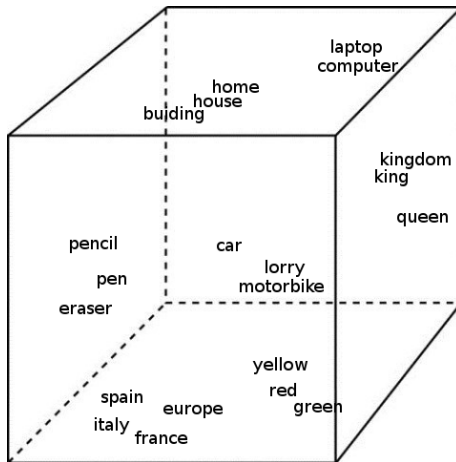 laptop
computer
home
house
buiding
kingdom
king
queen
pencil
car
pen
lorry
motorbike
eraser
yellow
red
green
spain
europe
italy
france